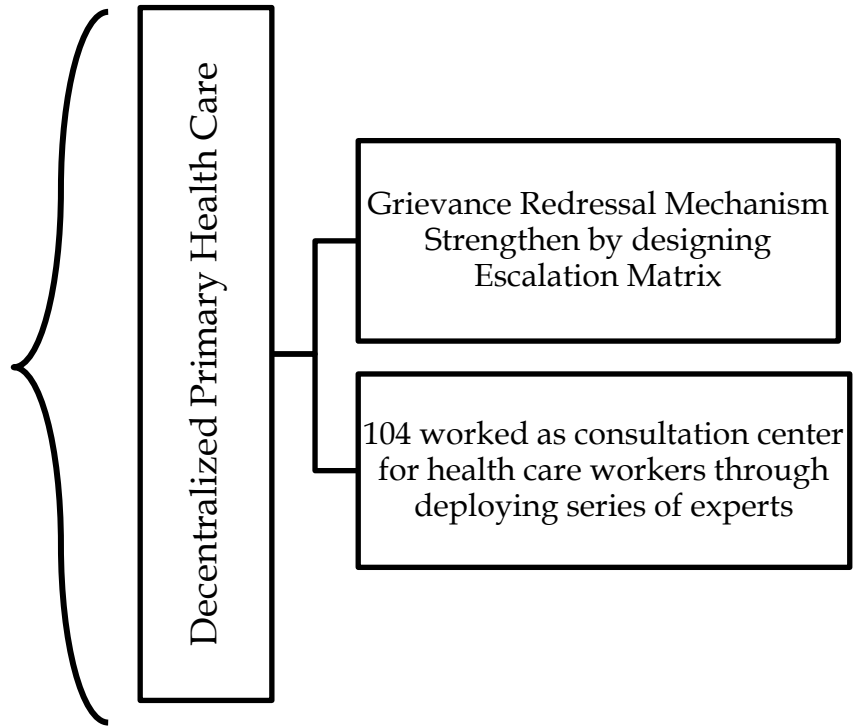 Decentralized Primary Health Care
Grievance Redressal Mechanism
Strengthen by designing
Escalation Matrix
104 worked as consultation center
for health care workers through
deploying series of experts